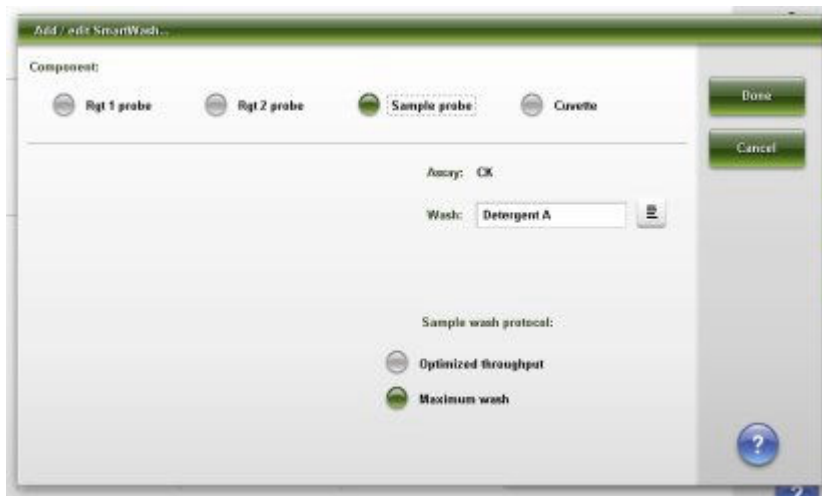 Add / edit SmartWash...
Component:
Rgt 1 probe Rgt 2 probe Sample probe Cuvette
Done
Cancel
Assay: CK
Wash: Detergent A
Sample wash protocol:
Optimized throughput
Maximum wash
?
?